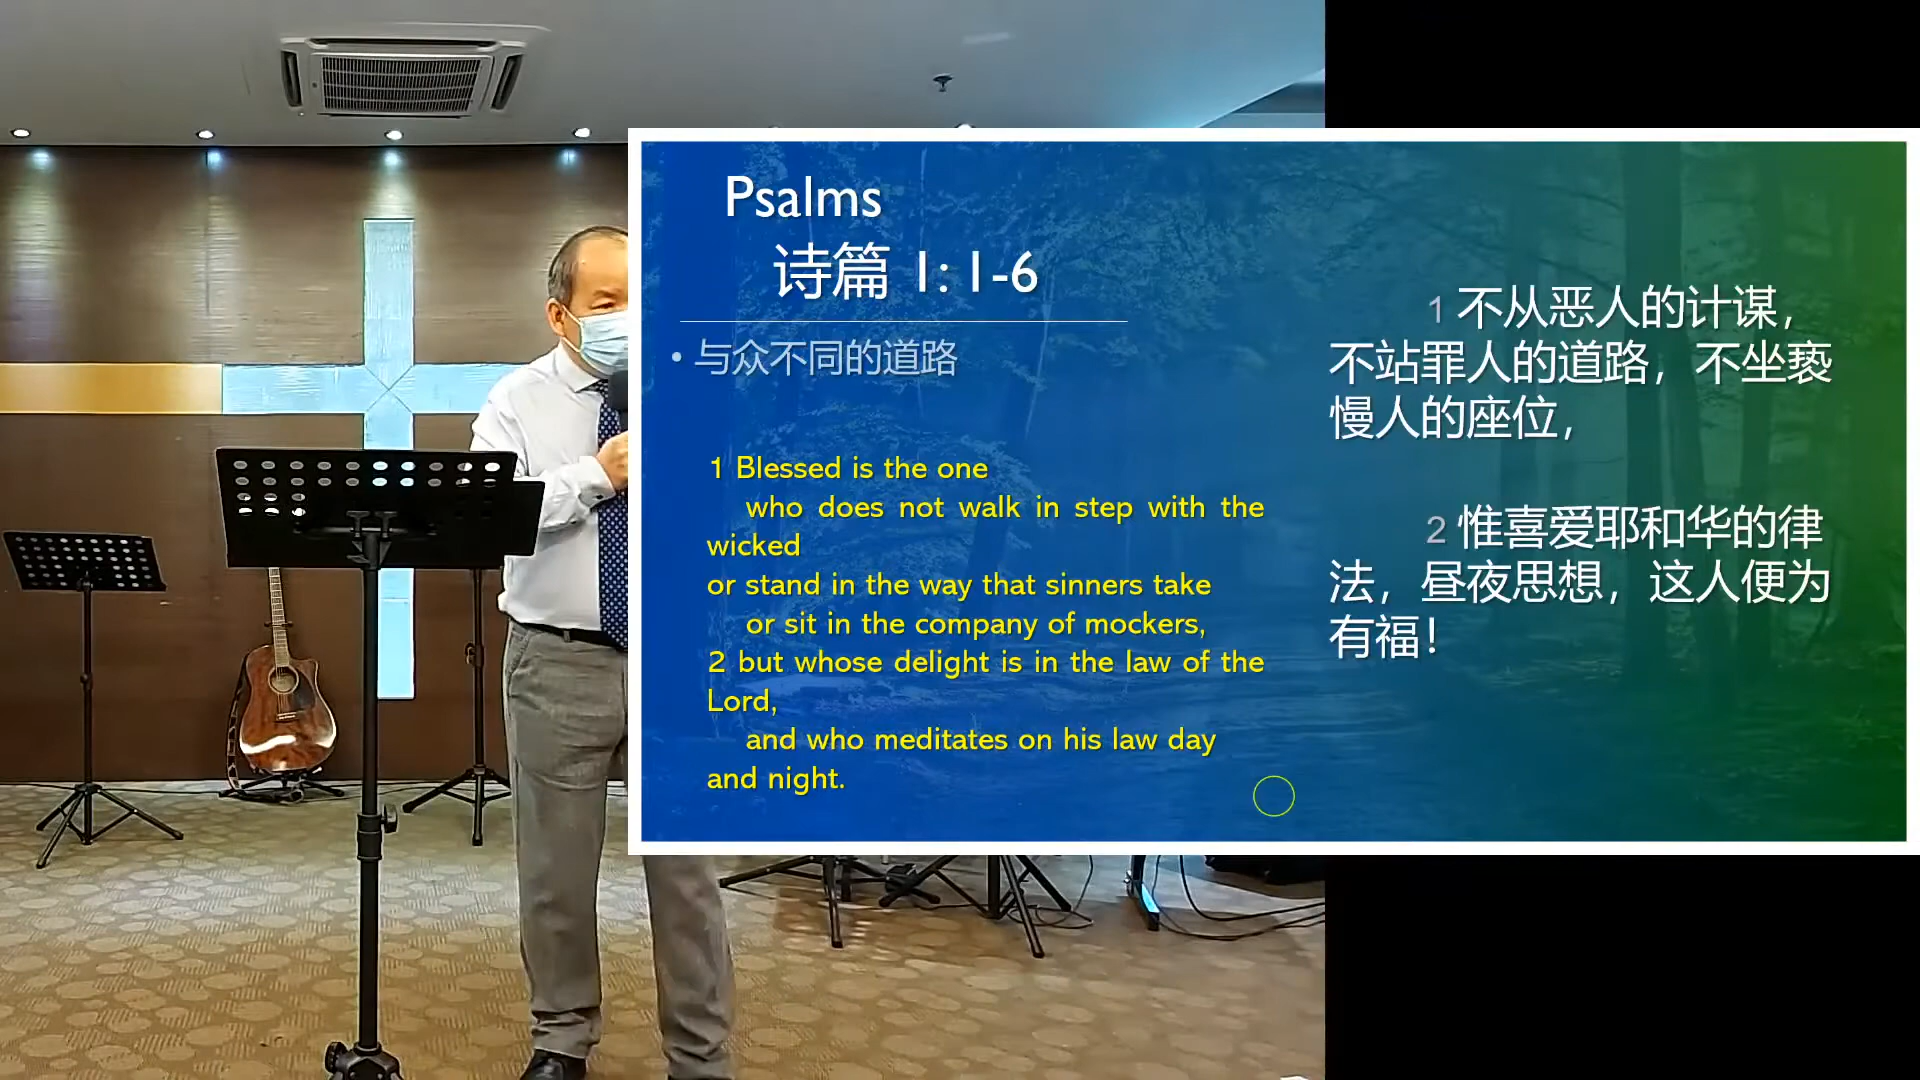 Psalms
诗篇 1: 1-6
• 与众不同的道路
1 Blessed is the one
who does not walk in step with the
wicked
or stand in the way that sinners take
or sit in the company of mockers,
2 but whose delight is in the law of the
Lord,
and who meditates on his law day
and night.
1 不从恶人的计谋，
不站罪人的道路，不坐亵
慢人的座位，
2 惟喜爱耶和华的律
法，昼夜思想，这人便为
有福！